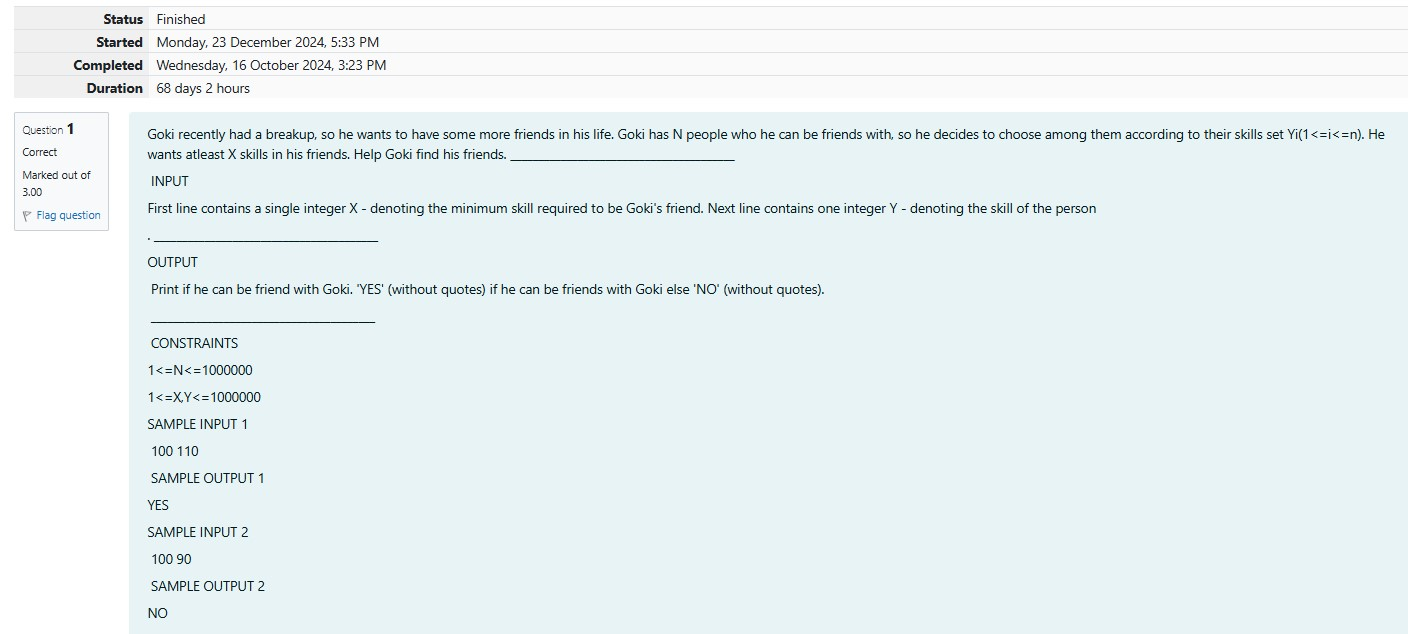 Status Finished
Started Monday, 23 December 2024, 5:33 PM
Completed Wednesday, 16 October 2024, 3:23 PM
Duration 68 days 2 hours
Question 1
Correct
Marked out of
3.00
Flag question
Goki recently had a breakup, so he wants to have some more friends in his life. Goki has N people who he can be friends with, so he decides to choose among them according to their skills set Yi(1<=i<=n). He
wants atleast X skills in his friends. Help Goki find his friends. ________________________________
INPUT
First line contains a single integer X - denoting the minimum skill required to be Goki's friend. Next line contains one integer Y - denoting the skill of the person
. ________________________________
OUTPUT
Print if he can be friend with Goki. 'YES' (without quotes) if he can be friends with Goki else 'NO' (without quotes).
________________________________
CONSTRAINTS
1<=N<=1000000
1<=X,Y<=1000000
SAMPLE INPUT 1
100 110
SAMPLE OUTPUT 1
YES
SAMPLE INPUT 2
100 90
SAMPLE OUTPUT 2
NO